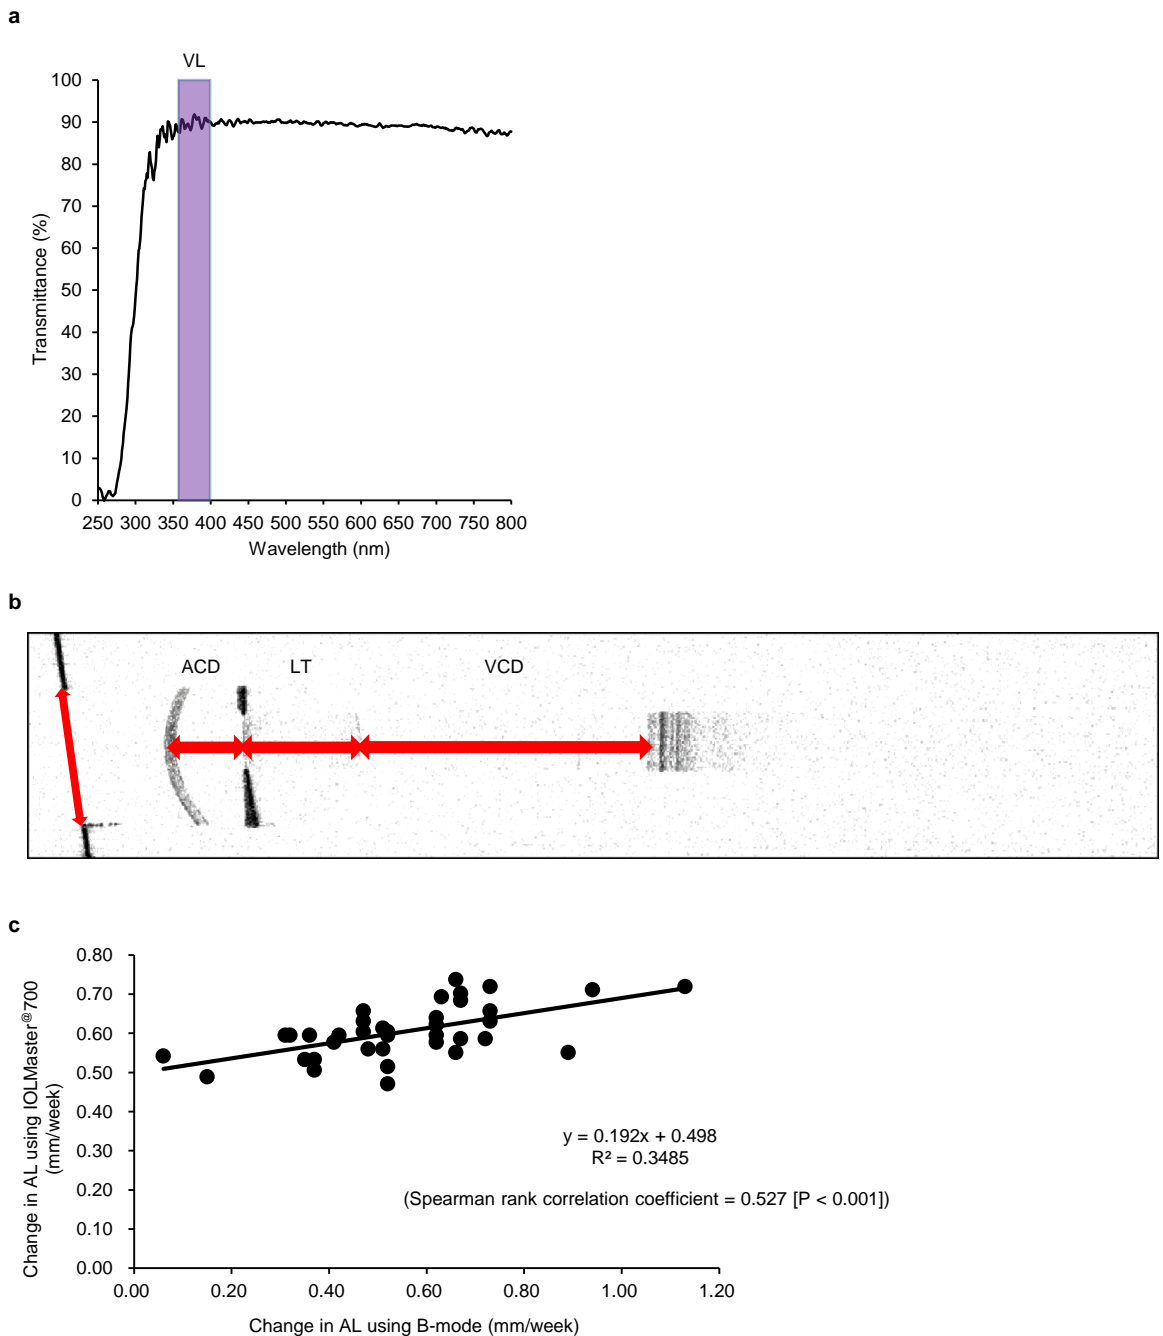 a
VL
100
90
80
70
60
50
40
30
20
10
0
250 300 350 400 450 500 550 600 650 700 750 800
Transmittance (%)
Wavelength (nm)
b
ACD LT VCD
c
0.80
0.70
0.60
0.50
0.40
0.30
0.20
0.10
0.00
0.00 0.20 0.40 0.60 0.80 1.00 1.20
Change in AL using IOLMaster@700
(mm/week)
y = 0.192x + 0.498
R² = 0.3485
(Spearman rank correlation coefficient = 0.527 [P < 0.001])
Change in AL using B-mode (mm/week)